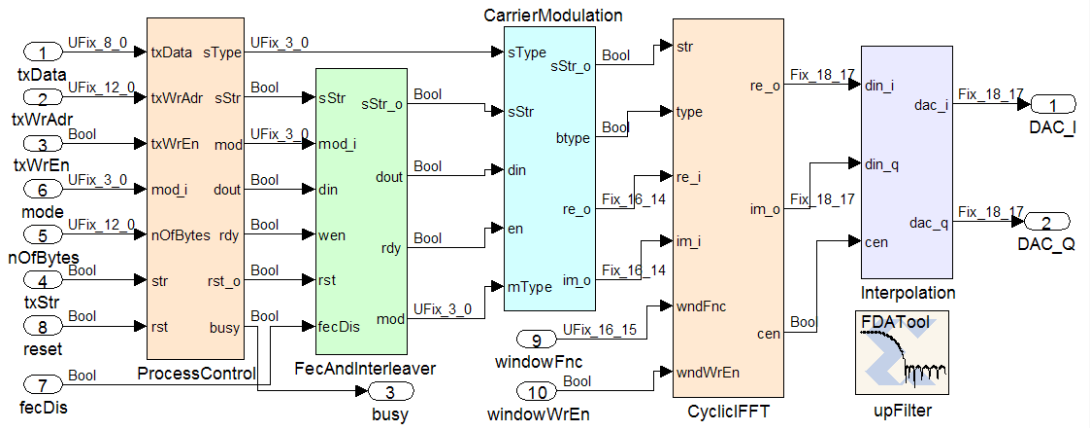 CarrierModulation
1 UFix_8_0 txData sType UFix_3_0 sType sStr_o Bool str
txData
2 UFix_12_0 txWrAdr sStr Bool sStr sStr_o Bool sStr re_o Fix_18_17 din_i
txWrAdr
dac_i Fix_18_17 1
DAC_I
3 Bool txWrEn mod UFix_3_0 mod_i btype Bool type
txWrEn
6 UFix_3_0 mod_i dout Bool din dout Bool din din_q
mode
re_o Fix_16_14 re_i
5 UFix_12_0 nOfBytes rdy Bool wen rdy Bool en im_o Fix_18_17
nOfBytes
dac_q Fix_18_17 2
DAC_Q
im_o Fix_16_14 im_i cen
4 Bool str rst_o Bool rst mType
txStr
Interpolation
8 Bool rst busy fecDis mod UFix_3_0 wndFnc
reset
9 UFix_16_15
windowFnc
cen Bool
FDATool
ProcessControl FecAndInterleaver
7 Bool
fecDis
3
busy
10 Bool wndWrEn
windowWrEn
CyclicIFFT
upFilter